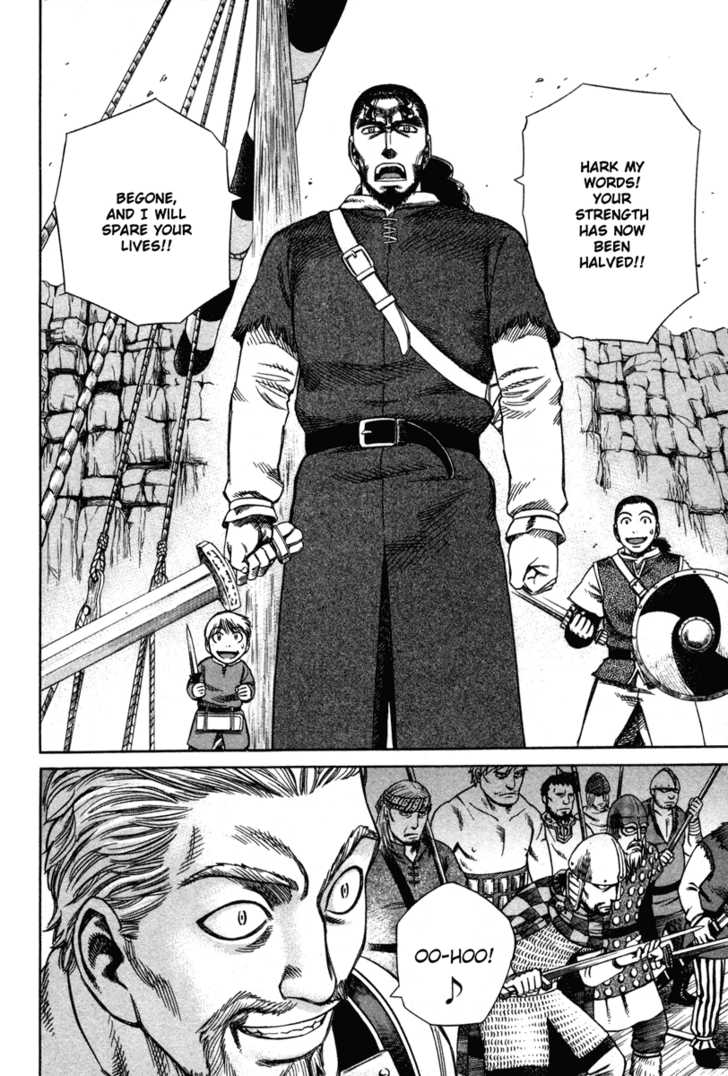 HARK MY
WORDS!
YOUR
STRENGTH
HAS NOW
BEEN
HALVED!!
BEGONE,
AND I WILL
SPARE YOUR
LIVES!!
OO-HOO!
♪